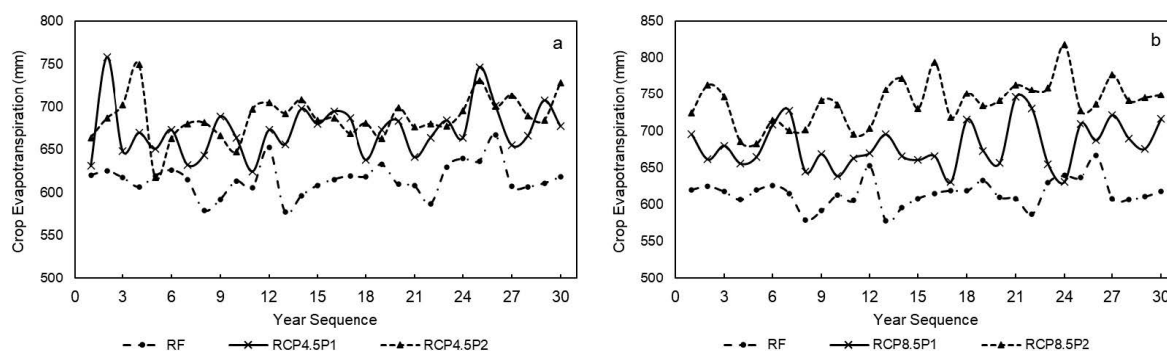 a
Crop Evapotranspiration (mm)
800
750
700
650
600
550
500
0 3 6 9 12 15 18 21 24 27 30
Year Sequence
RF RCP4.5P1 RCP4.5P2
b
Crop Evapotranspiration (mm)
850
800
750
700
650
600
550
500
0 3 6 9 12 15 18 21 24 27 30
Year Sequence
RF RCP8.5P1 RCP8.5P2